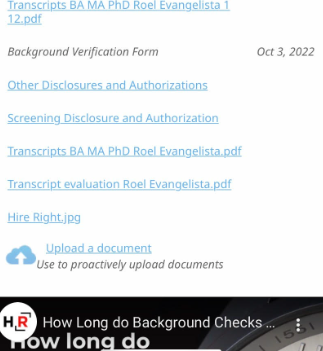 Transcripts BA MA PhD Roel Evangelista 1
12.pdf
Background Verification Form Oct 3, 2022
Other Disclosures and Authorizations
Screening Disclosure and Authorization
Transcripts BA MA PhD Roel Evangelista.pdf
Transcript evaluation Roel Evangelista.pdf
Hire Right.jpg
Upload a document
Use to proactively upload documents
H R How Long do Background Checks ...
How long do